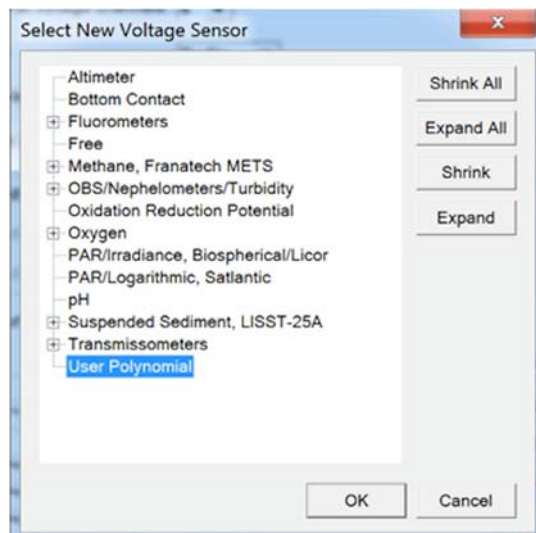 Select New Voltage Sensor
Altimeter
Bottom Contact
Fluorometers
Free
Methane, Franatech METS
OBS/Nephelometers/Turbidity
Oxidation Reduction Potential
Oxygen
PAR/Irradiance, Biospherical/Licor
PAR/Logarithmic, Satlantic
pH
Suspended Sediment, LISST-25A
Transmissometers
User Polynomial
Shrink All
Expand All
Shrink
Expand
OK
Cancel